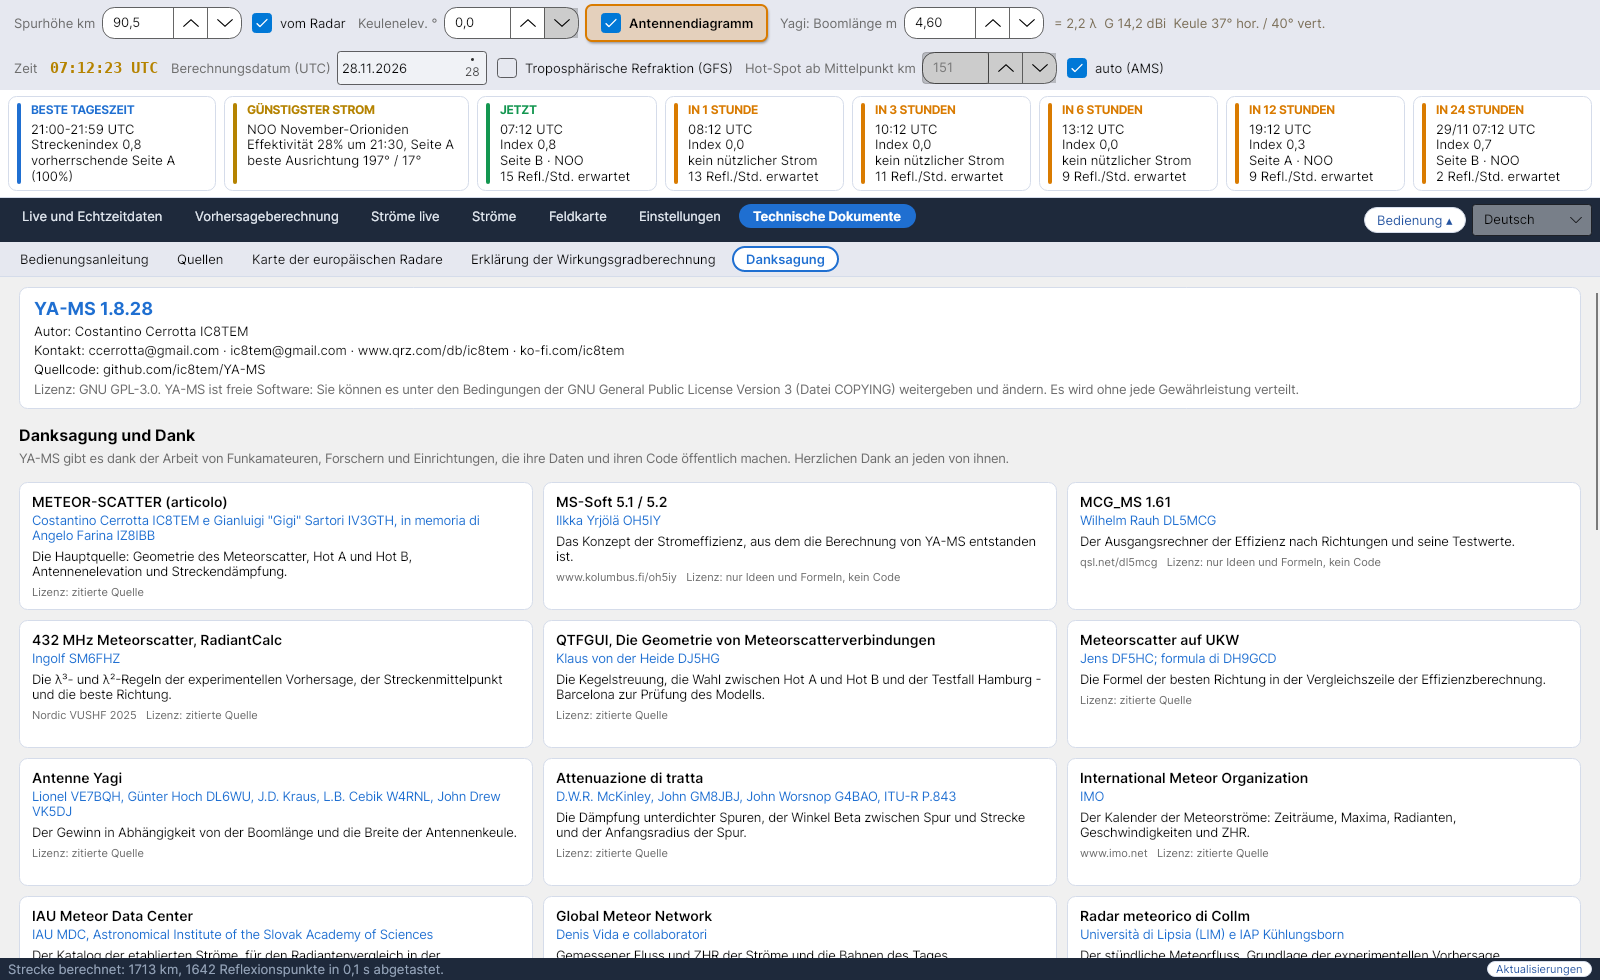 Spurhöhe km 90,5 vom Radar Keulenelev. ° 0,0 Antennendiagramm Yagi: Boomlänge m 4,60 = 2,2 λ G 14,2 dBi Keule 37° hor. / 40° vert.
Zeit 07:12:23 UTC Berechnungsdatum (UTC) 28.11.2026 28 Troposphärische Refraktion (GFS) Hot-Spot ab Mittelpunkt km 151 auto (AMS)
BESTE TAGESZEIT
21:00-21:59 UTC
Streckenindex 0,8
vorherrschende Seite A
(100%)
GÜNSTIGSTER STROM
NOO November-Orioniden
Effektivität 28% um 21:30, Seite A
beste Ausrichtung 197° / 17°
JETZT
07:12 UTC
Index 0,8
Seite B · NOO
15 Refl./Std. erwartet
IN 1 STUNDE
08:12 UTC
Index 0,0
kein nützlicher Strom
13 Refl./Std. erwartet
IN 3 STUNDEN
10:12 UTC
Index 0,0
kein nützlicher Strom
11 Refl./Std. erwartet
IN 6 STUNDEN
13:12 UTC
Index 0,0
kein nützlicher Strom
9 Refl./Std. erwartet
IN 12 STUNDEN
19:12 UTC
Index 0,3
Seite A · NOO
9 Refl./Std. erwartet
IN 24 STUNDEN
29/11 07:12 UTC
Index 0,7
Seite B · NOO
2 Refl./Std. erwartet
Live und Echtzeitdaten Vorhersageberechnung Ströme live Ströme Feldkarte Einstellungen Technische Dokumente Bedienung ▴ Deutsch
Bedienungsanleitung Quellen Karte der europäischen Radare Erklärung der Wirkungsgradberechnung Danksagung
YA-MS 1.8.28
Autor: Costantino Cerrotta IC8TEM
Kontakt: ccerrotta@gmail.com · ic8tem@gmail.com · www.qrz.com/db/ic8tem · ko-fi.com/ic8tem
Quellcode: github.com/ic8tem/YA-MS
Lizenz: GNU GPL-3.0. YA-MS ist freie Software: Sie können es unter den Bedingungen der GNU General Public License Version 3 (Datei COPYING) weitergeben und ändern. Es wird ohne jede Gewährleistung verteilt.
Danksagung und Dank
YA-MS gibt es dank der Arbeit von Funkamateuren, Forschern und Einrichtungen, die ihre Daten und ihren Code öffentlich machen. Herzlichen Dank an jeden von ihnen.
METEOR-SCATTER (articolo)
Costantino Cerrotta IC8TEM e Gianluigi "Gigi" Sartori IV3GTH, in memoria di
Angelo Farina IZ8IBB
Die Hauptquelle: Geometrie des Meteorscatter, Hot A und Hot B,
Antennenelevation und Streckendämpfung.
Lizenz: zitierte Quelle
MS-Soft 5.1 / 5.2
Ilkka Yrjölä OH5IY
Das Konzept der Stromeffizienz, aus dem die Berechnung von YA-MS entstanden
ist.
www.kolumbus.fi/oh5iy Lizenz: nur Ideen und Formeln, kein Code
MCG_MS 1.61
Wilhelm Rauh DL5MCG
Der Ausgangsrechner der Effizienz nach Richtungen und seine Testwerte.
qsl.net/dl5mcg Lizenz: nur Ideen und Formeln, kein Code
432 MHz Meteorscatter, RadiantCalc
Ingolf SM6FHZ
Die λ³- und λ²-Regeln der experimentellen Vorhersage, der Streckenmittelpunkt
und die beste Richtung.
Nordic VUSHF 2025 Lizenz: zitierte Quelle
QTFGUI, Die Geometrie von Meteorscatterverbindungen
Klaus von der Heide DJ5HG
Die Kegelstreuung, die Wahl zwischen Hot A und Hot B und der Testfall Hamburg -
Barcelona zur Prüfung des Modells.
Lizenz: zitierte Quelle
Meteorscatter auf UKW
Jens DF5HC; formula di DH9GCD
Die Formel der besten Richtung in der Vergleichszeile der Effizienzberechnung.
Lizenz: zitierte Quelle
Antenne Yagi
Lionel VE7BQH, Günter Hoch DL6WU, J.D. Kraus, L.B. Cebik W4RNL, John Drew
VK5DJ
Der Gewinn in Abhängigkeit von der Boomlänge und die Breite der Antennenkeule.
Lizenz: zitierte Quelle
Attenuazione di tratta
D.W.R. McKinley, John GM8JBJ, John Worsnop G4BAO, ITU-R P.843
Die Dämpfung unterdichter Spuren, der Winkel Beta zwischen Spur und Strecke
und der Anfangsradius der Spur.
Lizenz: zitierte Quelle
International Meteor Organization
IMO
Der Kalender der Meteorströme: Zeiträume, Maxima, Radianten,
Geschwindigkeiten und ZHR.
www.imo.net Lizenz: zitierte Quelle
IAU Meteor Data Center
IAU MDC, Astronomical Institute of the Slovak Academy of Sciences
Der Katalog der etablierten Ströme, für den Radiantenvergleich in der
Global Meteor Network
Denis Vida e collaboratori
Gemessener Fluss und ZHR der Ströme und die Bahnen des Tages.
Radar meteorico di Collm
Università di Lipsia (LIM) e IAP Kühlungsborn
Der stündliche Meteorfluss, Grundlage der experimentellen Vorhersage.
Strecke berechnet: 1713 km, 1642 Reflexionspunkte in 0,1 s abgetastet. Aktualisierungen